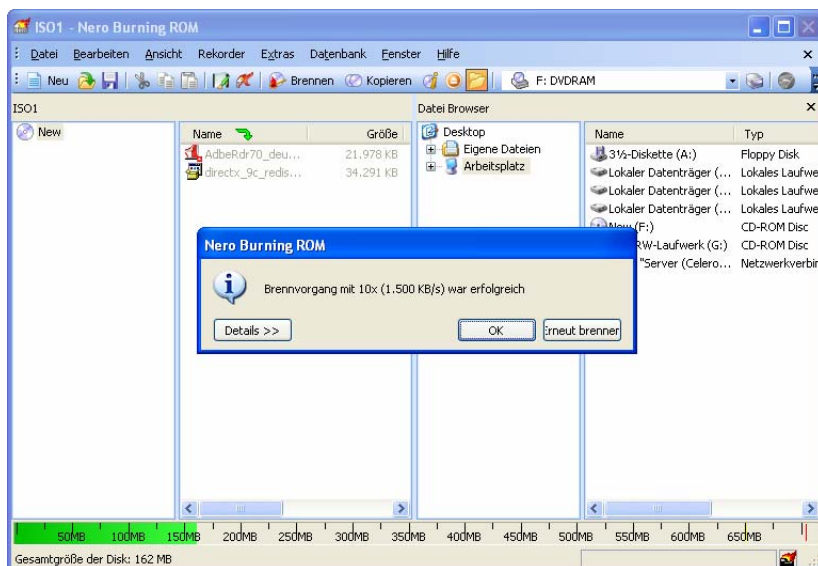 ISO1 - Nero Burning ROM
Datei Bearbeiten Ansicht Rekorder Extras Datenbank Fenster Hilfe
Neu Brennen Kopieren F: DVDRAM
ISO1
New
Name Größe
AdbeRdr70_deu... 21.978 KB
directx_9c_redis... 34.291 KB
Datei Browser
Desktop
Eigene Dateien
Arbeitsplatz
Name Typ
3½-Diskette (A:) Floppy Disk
Lokaler Datenträger (... Lokales Laufwe
Lokaler Datenträger (... Lokales Laufwe
Lokaler Datenträger (... Lokales Laufwe
New (F:) CD-ROM Disc
RW-Laufwerk (G:) CD-ROM Disc
"Server (Celero... Netzwerkverbin
Nero Burning ROM
Brennvorgang mit 10x (1.500 KB/s) war erfolgreich
Details >> OK Erneut brenner
50MB 100MB 150MB 200MB 250MB 300MB 350MB 400MB 450MB 500MB 550MB 600MB 650MB
Gesamtgröße der Disk: 162 MB